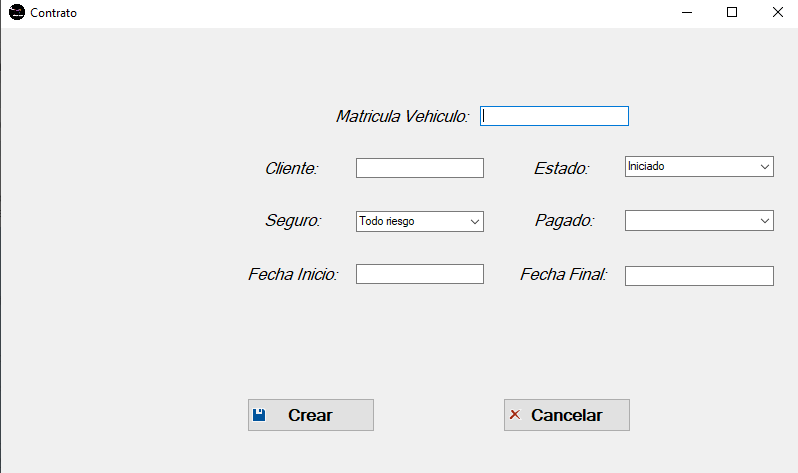 Contrato
Matricula Vehiculo:
Cliente:
Estado: Iniciado
Seguro: Todo riesgo
Pagado:
Fecha Inicio:
Fecha Final:
Crear
Cancelar